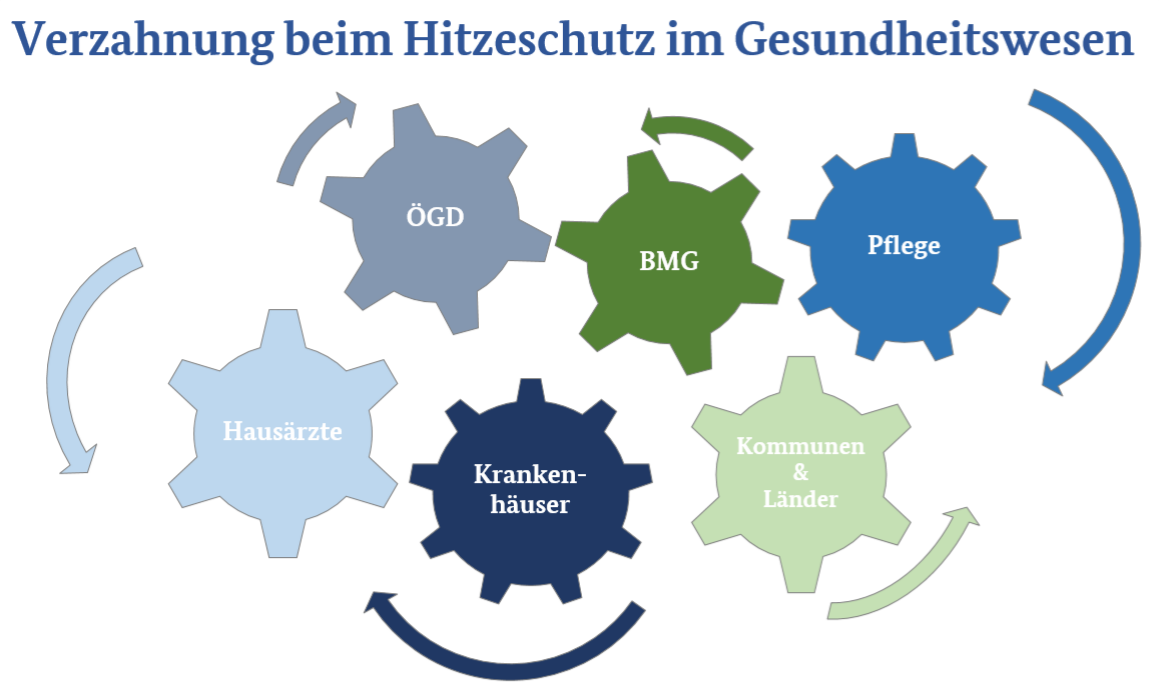 Verzahnung beim Hitzeschutz im Gesundheitswesen
ÖGD
BMG
Pflege
Hausärzte
Kranken-
häuser
Kommunen
&
Länder